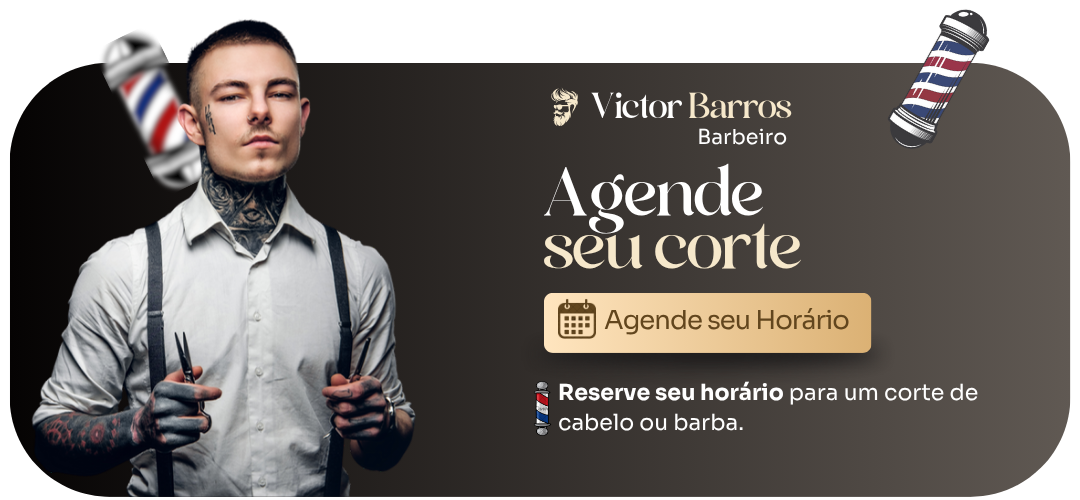 Victor Barros
Barbeiro
Agende
seu corte
Agende seu Horário
Reserve seu horário para um corte de
cabelo ou barba.